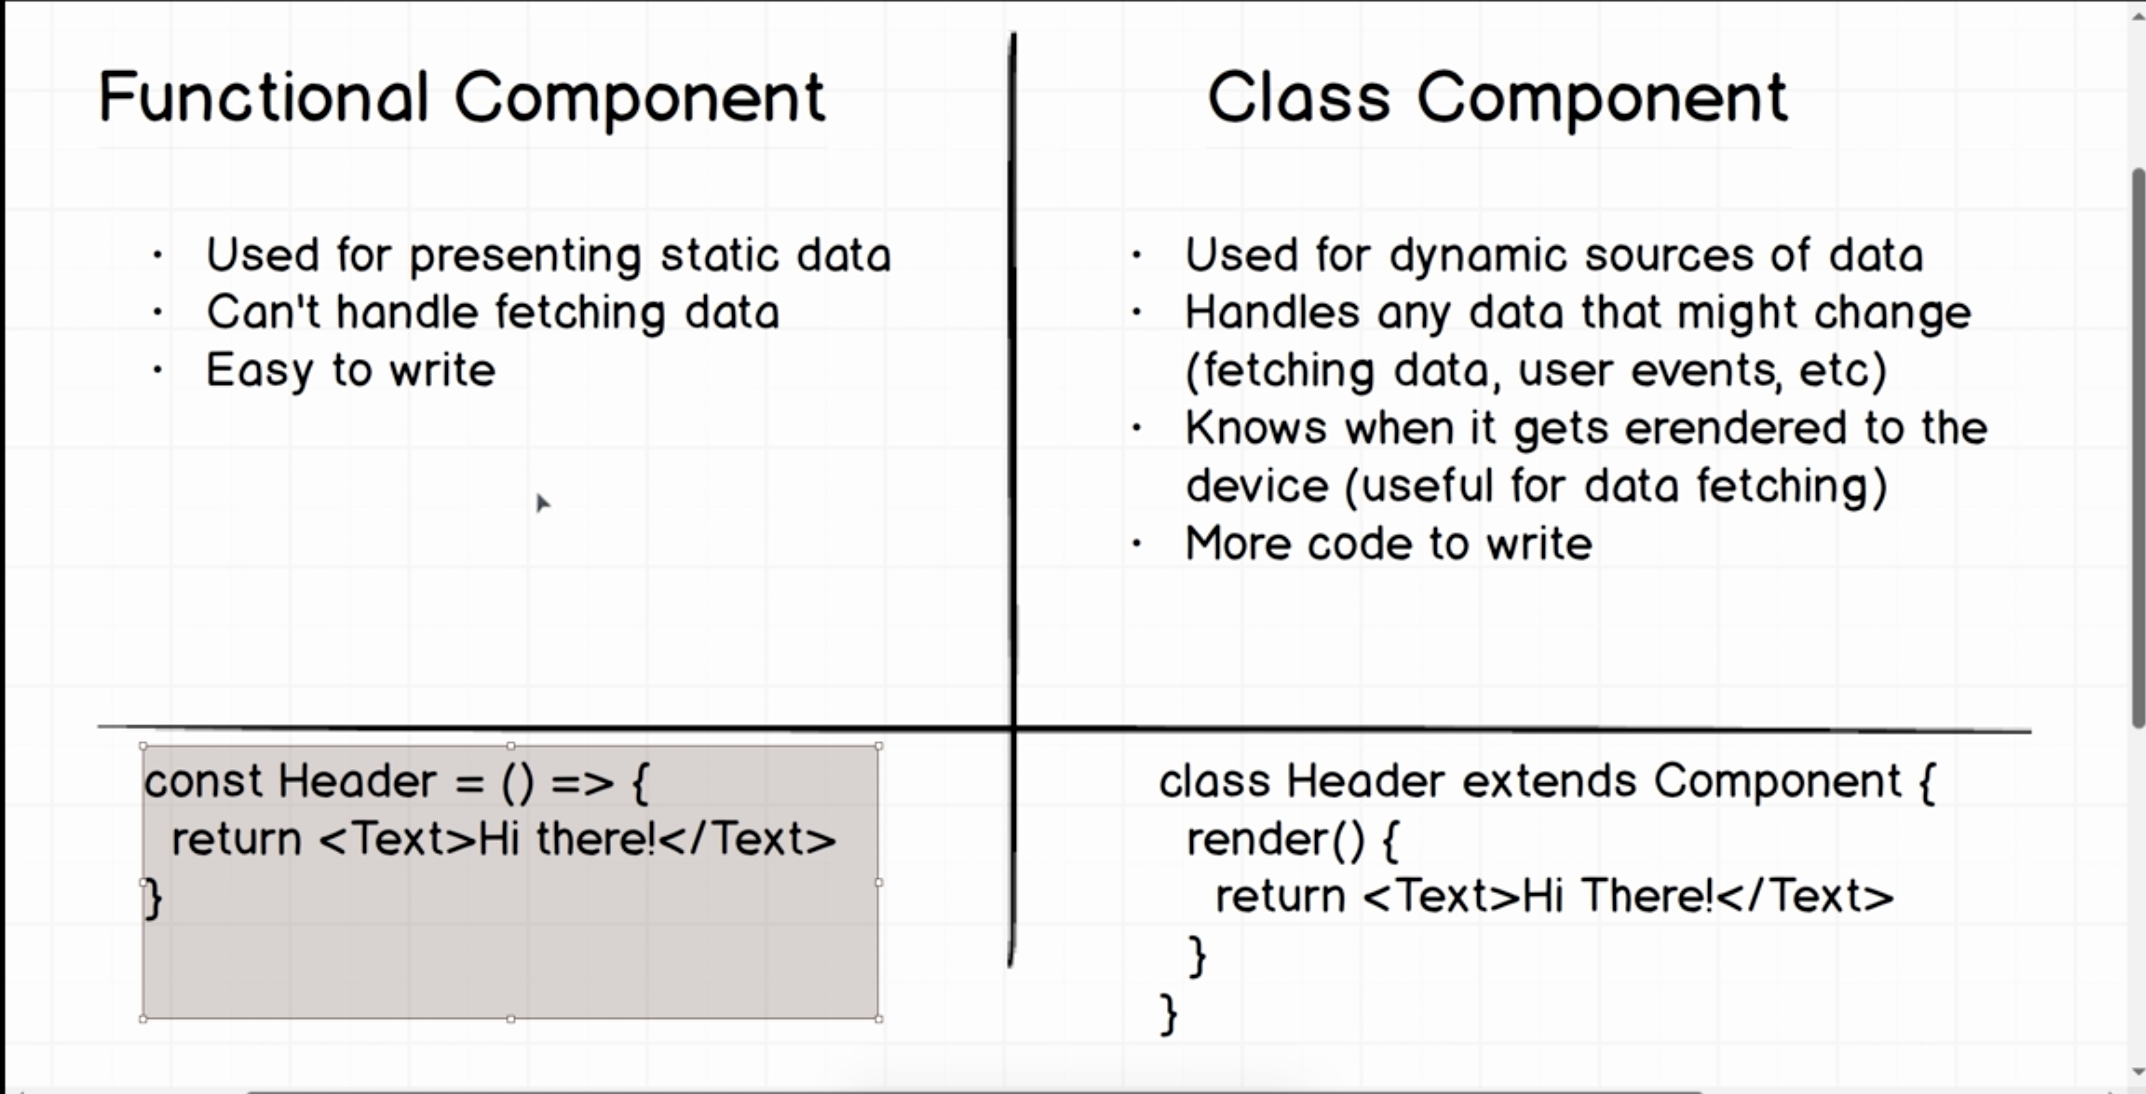 Functional Component
· Used for presenting static data
· Can't handle fetching data
· Easy to write
Class Component
· Used for dynamic sources of data
· Handles any data that might change
(fetching data, user events, etc)
· Knows when it gets erendered to the
device (useful for data fetching)
· More code to write
const Header = () => {
return <Text>Hi there!</Text>
}
class Header extends Component {
render() {
return <Text>Hi There!</Text>
}
}